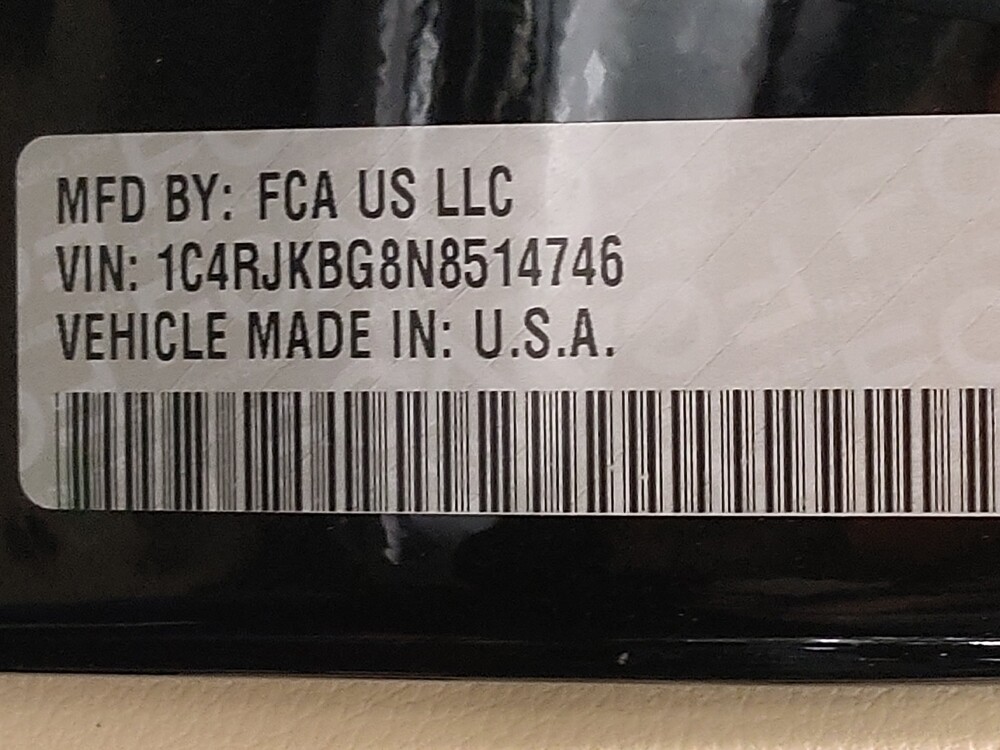 MFD BY: FCA US LLC
VIN: 1C4RJKBG8N8514746
VEHICLE MADE IN: U.S.A.